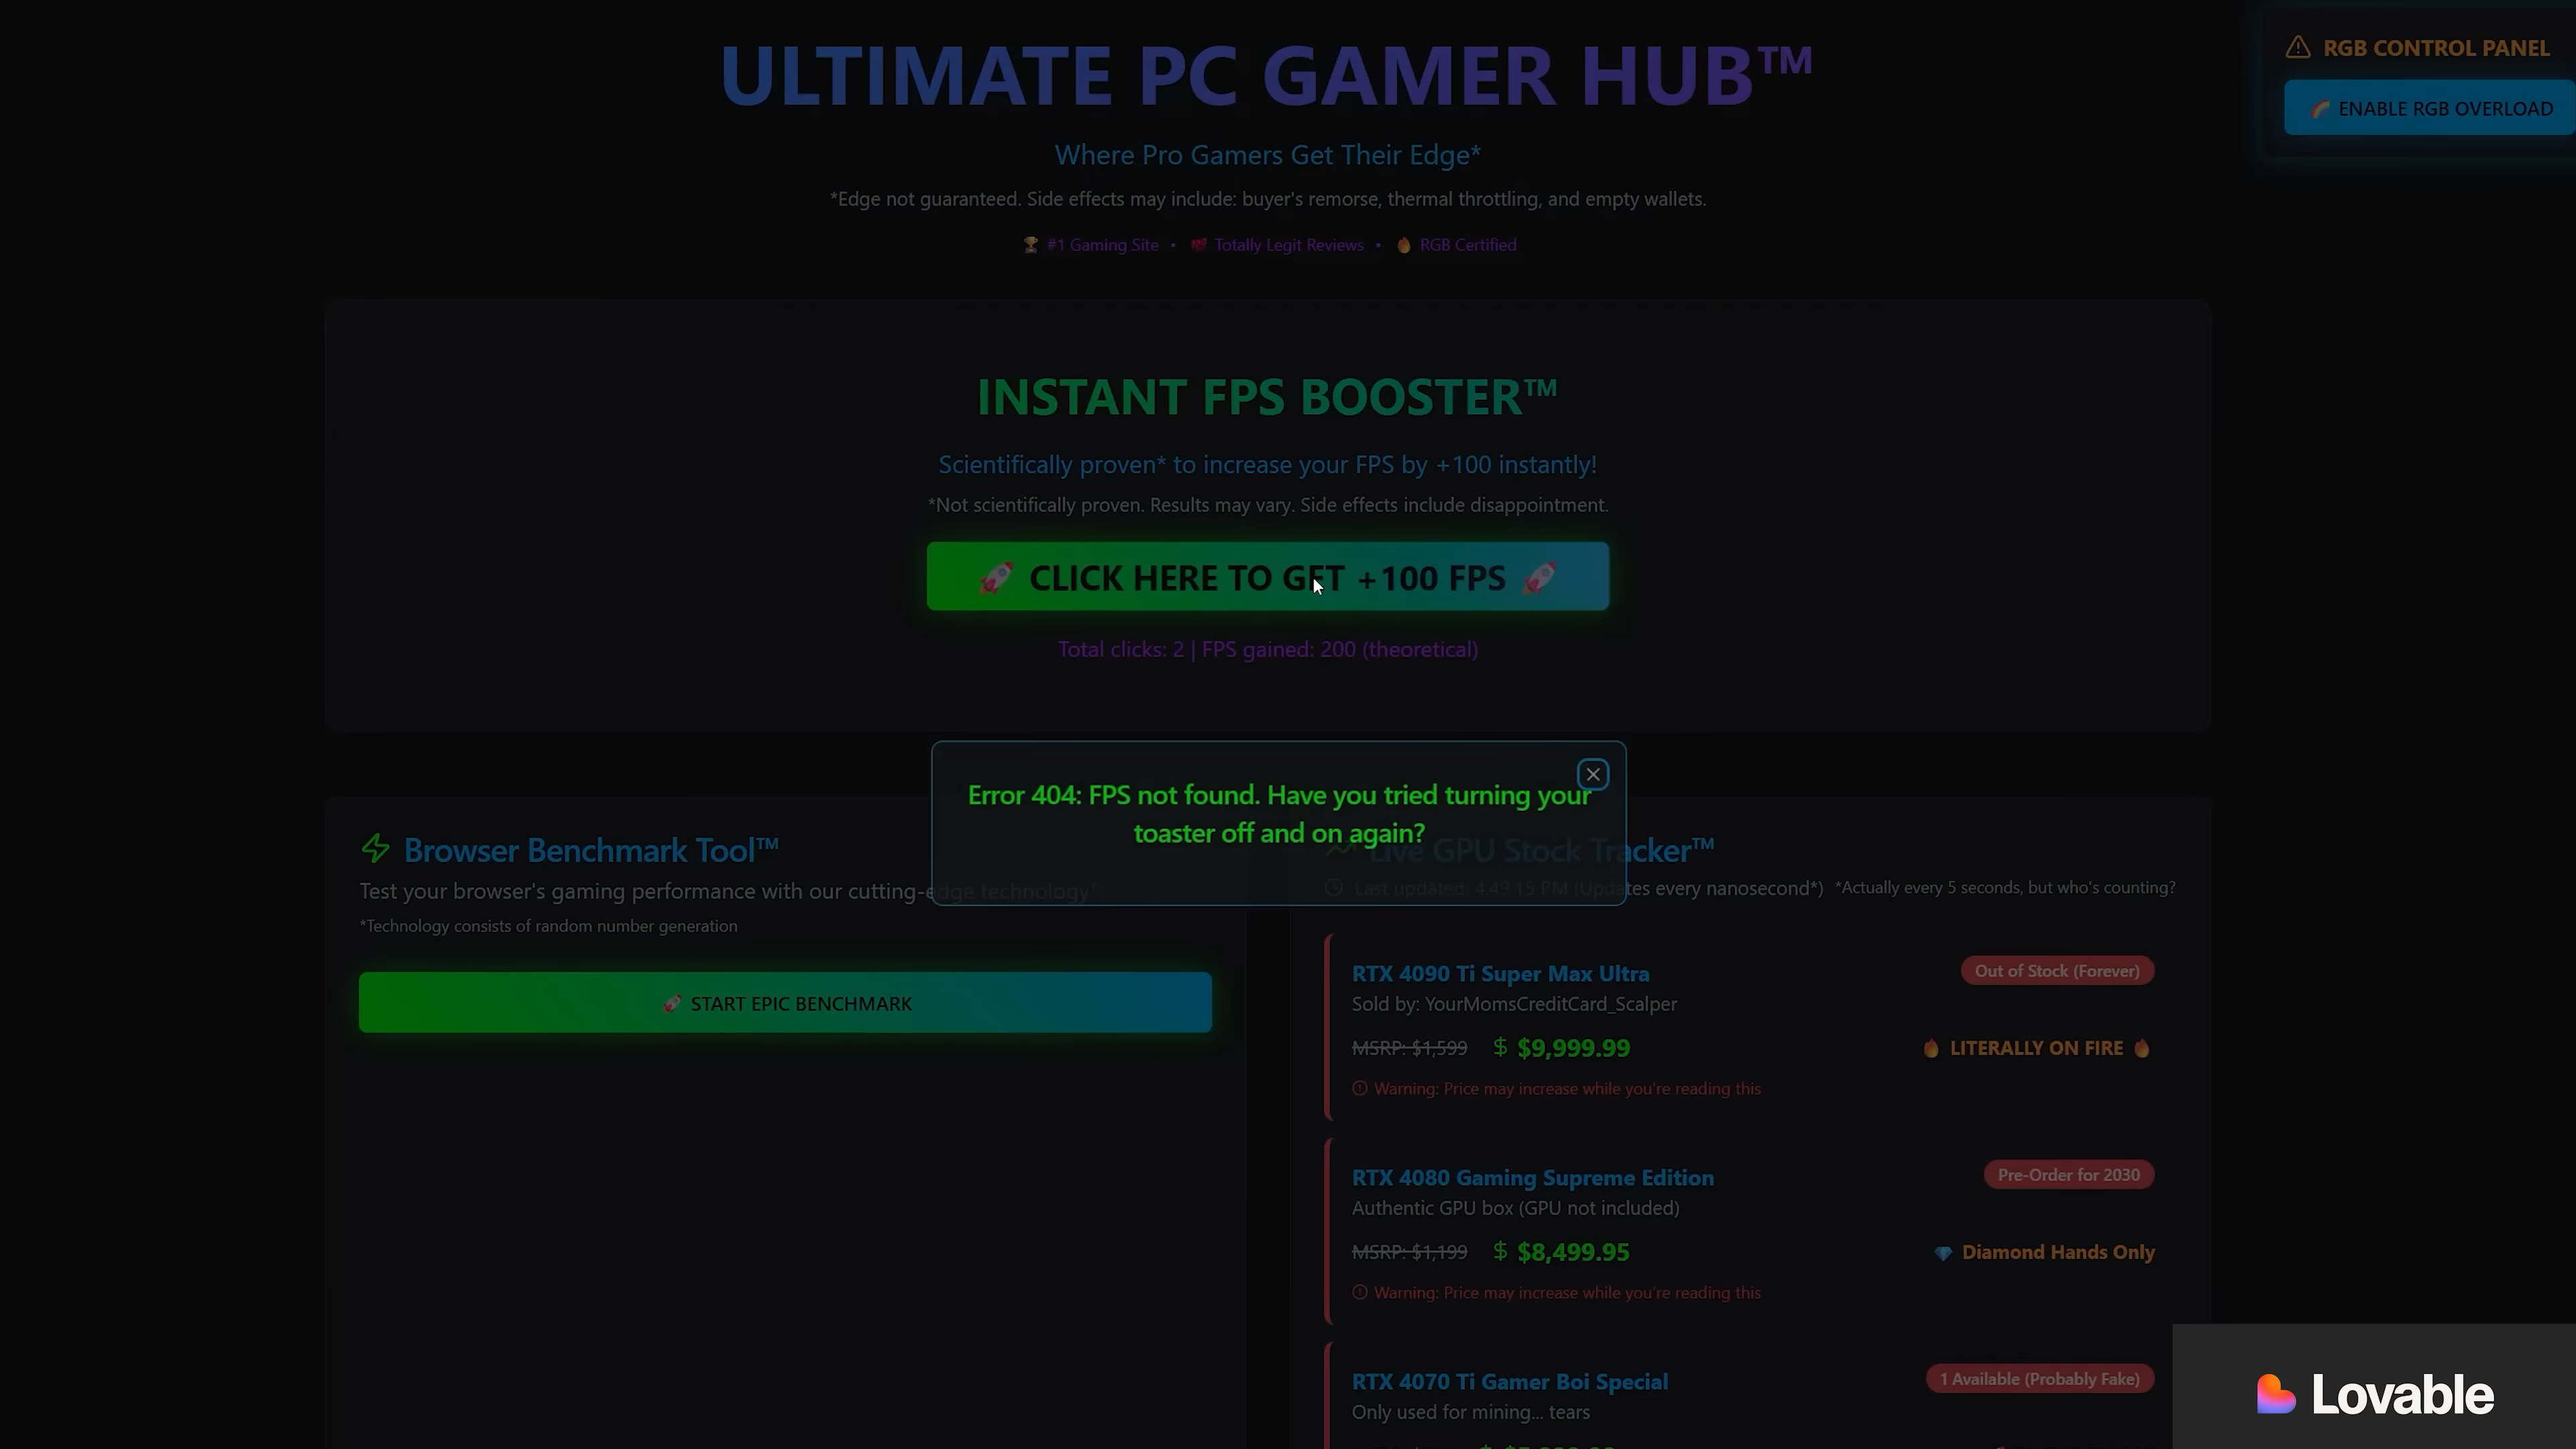 ULTIMATE PC GAMER HUB™
RGB CONTROL PANEL
🌈 ENABLE RGB OVERLOAD
Where Pro Gamers Get Their Edge*
*Edge not guaranteed. Side effects may include: buyer's remorse, thermal throttling, and empty wallets.
🏆 #1 Gaming Site • 💯 Totally Legit Reviews • 🔥 RGB Certified
INSTANT FPS BOOSTER™
Scientifically proven* to increase your FPS by +100 instantly!
*Not scientifically proven. Results may vary. Side effects include disappointment.
🚀 CLICK HERE TO GET +100 FPS 🚀
Total clicks: 2 | FPS gained: 200 (theoretical)
Error 404: FPS not found. Have you tried turning your
toaster off and on again?
Browser Benchmark Tool™
Test your browser's gaming performance with our cutting-edge technology*
*Technology consists of random number generation
🚀 START EPIC BENCHMARK
Live GPU Stock Tracker™
Last updated: 4:49:15 PM (Updates every nanosecond*) *Actually every 5 seconds, but who's counting?
RTX 4090 Ti Super Max Ultra
Out of Stock (Forever)
Sold by: YourMomsCreditCard_Scalper
MSRP: $1,599 $ $9,999.99
🔥 LITERALLY ON FIRE 🔥
Warning: Price may increase while you're reading this
RTX 4080 Gaming Supreme Edition
Pre-Order for 2030
Authentic GPU box (GPU not included)
MSRP: $1,199 $ $8,499.95
💎 Diamond Hands Only
Warning: Price may increase while you're reading this
RTX 4070 Ti Gamer Boi Special
1 Available (Probably Fake)
Only used for mining... tears
Lovable